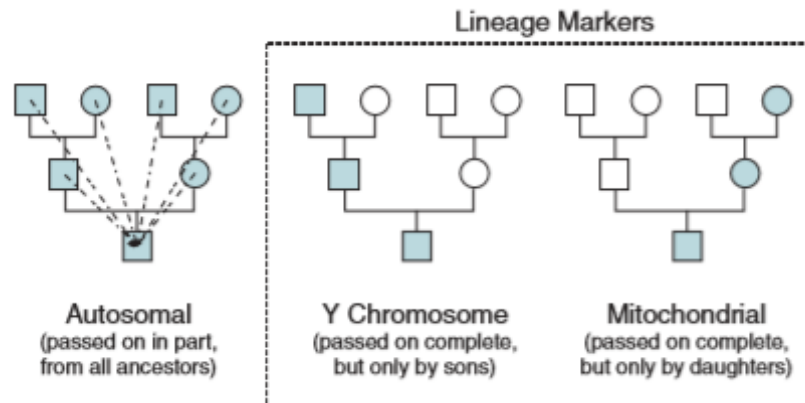 Lineage Markers
Autosomal
(passed on in part,
from all ancestors)
Y Chromosome
(passed on complete,
but only by sons)
Mitochondrial
(passed on complete,
but only by daughters)